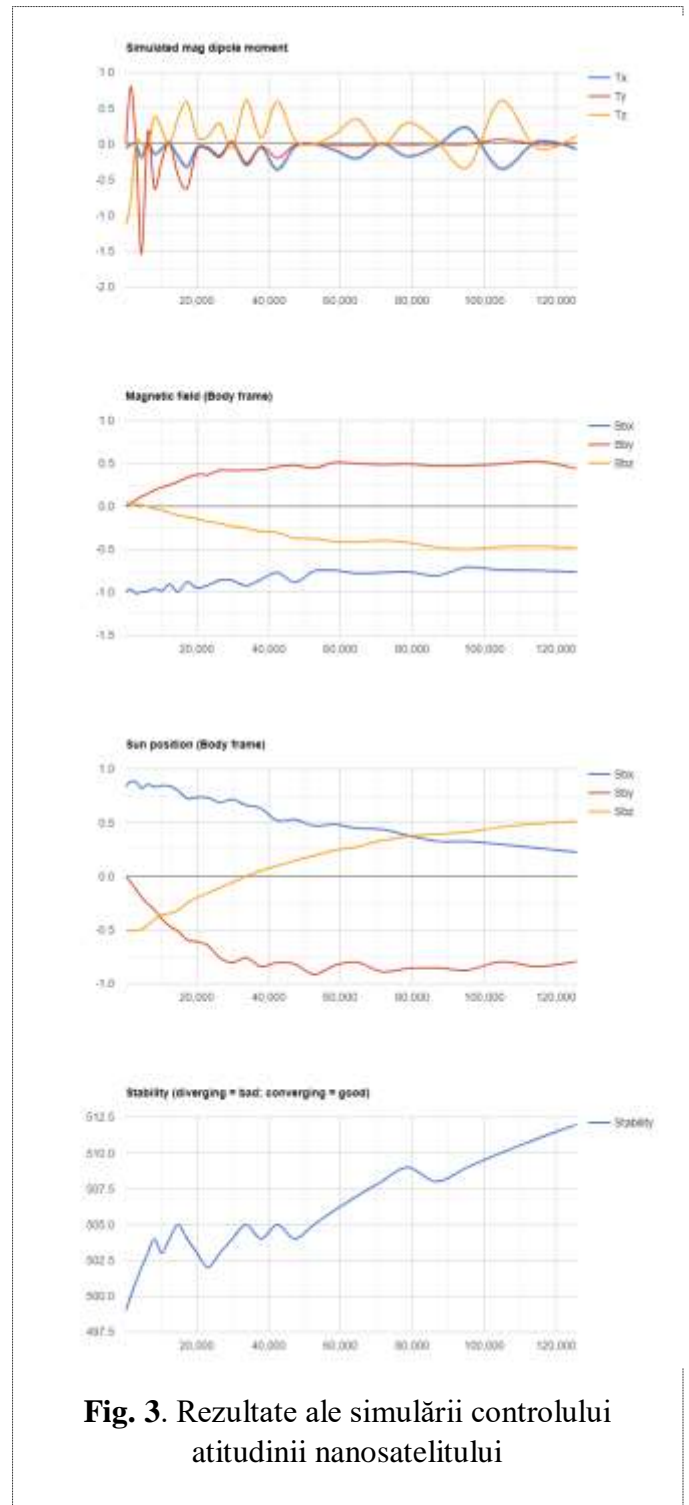 Simulated mag dipole moment
1.0
0.5
0.0
-0.5
-1.0
-1.5
-2.0
20,000 40,000 60,000 80,000 100,000 120,000
Tx
Ty
Tz
Magnetic field (Body frame)
1.0
0.5
0.0
-0.5
-1.0
-1.5
20,000 40,000 60,000 80,000 100,000 120,000
Bbx
Bby
Bbz
Sun position (Body frame)
1.0
0.5
0.0
-0.5
-1.0
20,000 40,000 60,000 80,000 100,000 120,000
Sbx
Sby
Sbz
Stability (diverging = bad; converging = good)
512.5
510.0
507.5
505.0
502.5
500.0
497.5
20,000 40,000 60,000 80,000 100,000 120,000
Stability
Fig. 3. Rezultate ale simulării controlului
atitudinii nanosatelitului